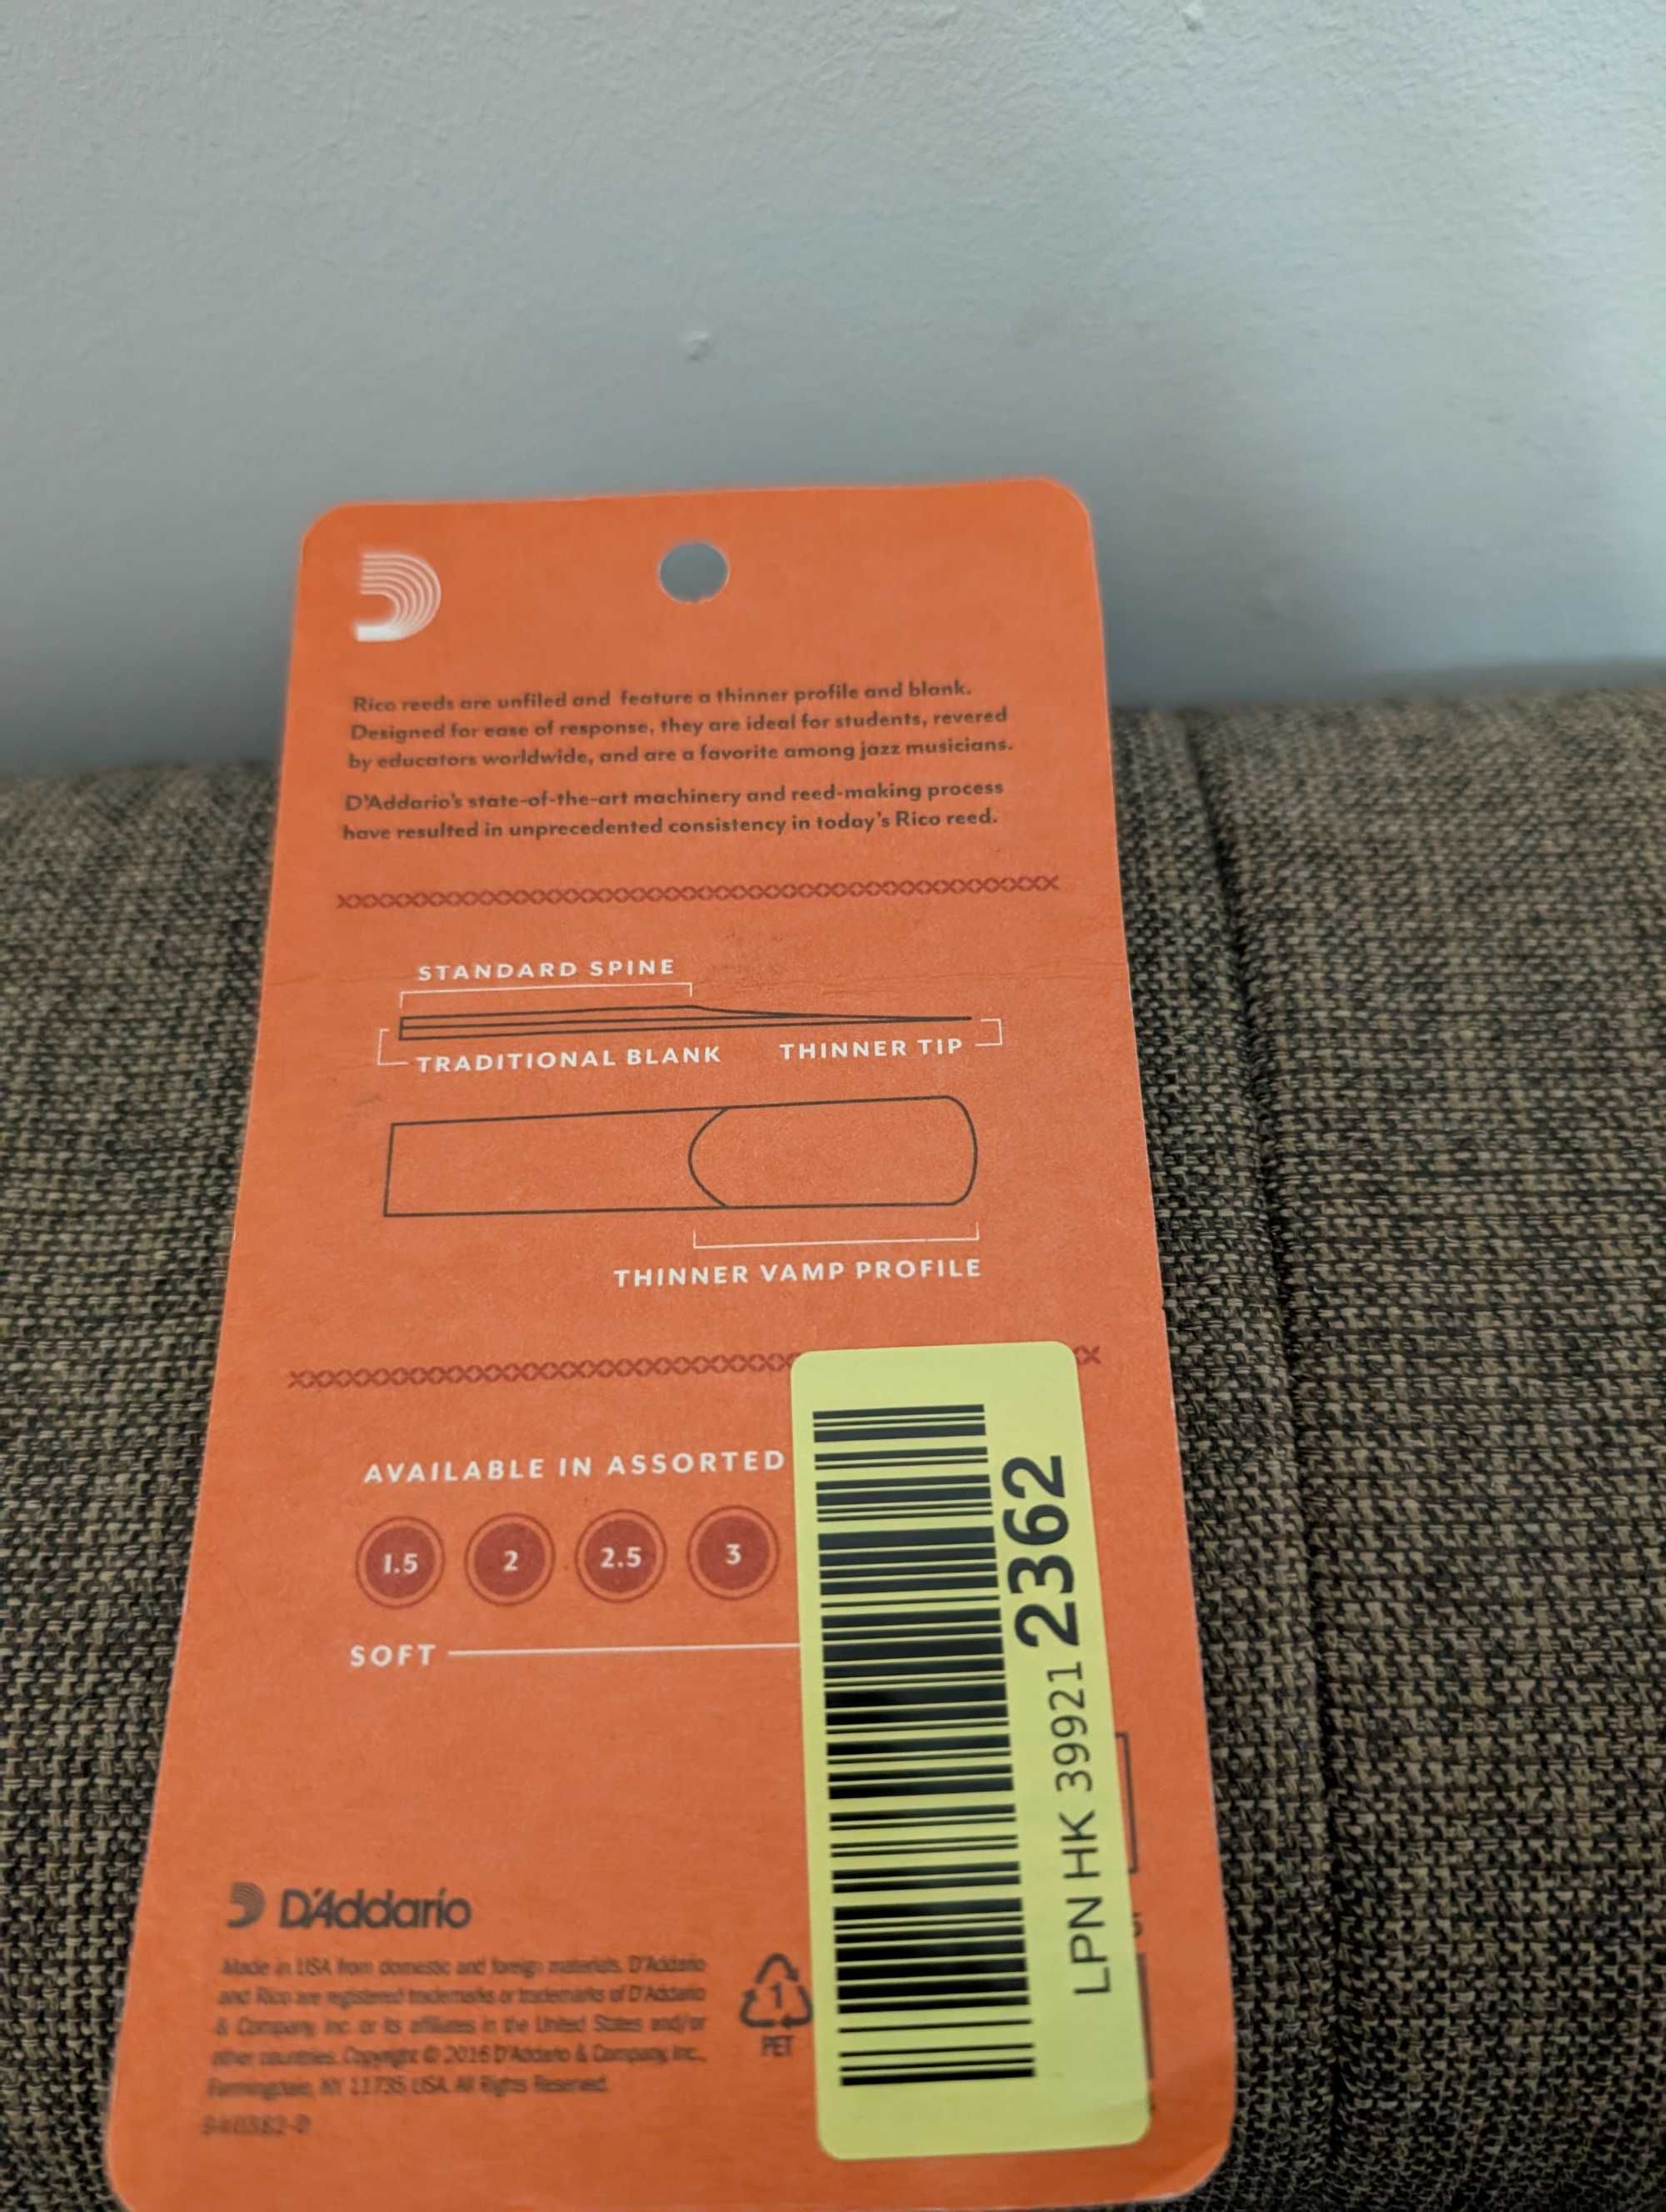 Rico reeds are unfiled and feature a thinner profile and blank.
Designed for ease of response, they are ideal for students, revered
by educators worldwide, and are a favorite among jazz musicians.
D'Addario's state-of-the-art machinery and reed-making process
have resulted in unprecedented consistency in today's Rico reed.
STANDARD SPINE
TRADITIONAL BLANK THINNER TIP
THINNER VAMP PROFILE
AVAILABLE IN ASSORTED
1.5 2 2.5 3
SOFT
LPN HK 39921 2362
D'Addario
Made in USA from domestic and foreign materials. D'Addario
and Rico are registered trademarks or trademarks of D'Addario
& Company, Inc. or its affiliates in the United States and/or
other countries. Copyright © 2016 D'Addario & Company, Inc.,
Farmingdale, NY 11735 USA. All Rights Reserved.
1
PET